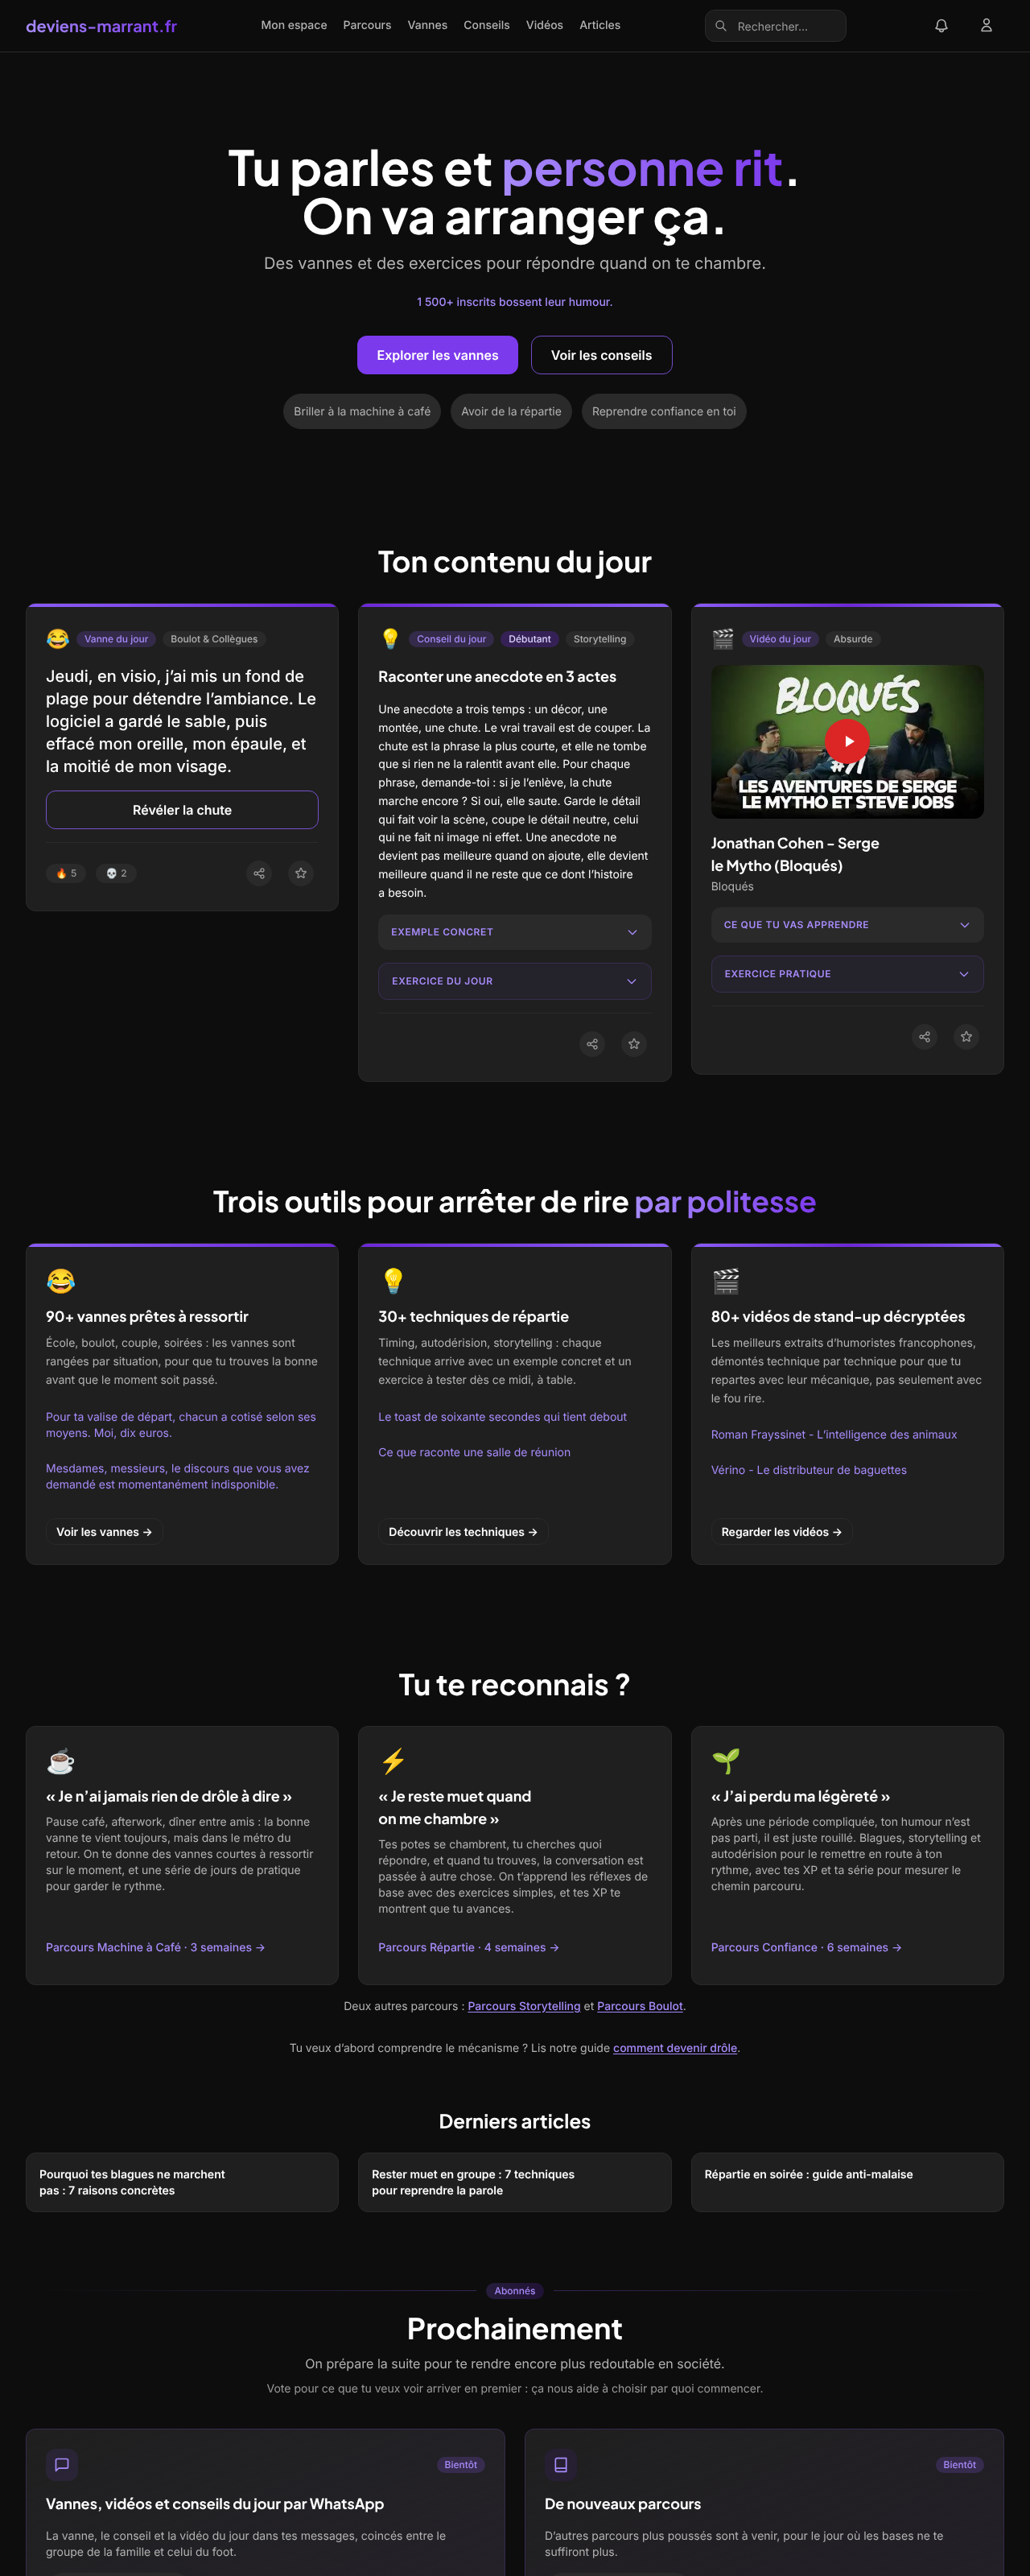 deviens-marrant.fr
Mon espace Parcours Vannes Conseils Vidéos Articles
Rechercher...
Tu parles et personne rit.
On va arranger ça.
Des vannes et des exercices pour répondre quand on te chambre.
1 500+ inscrits bossent leur humour.
Explorer les vannes
Voir les conseils
Briller à la machine à café
Avoir de la répartie
Reprendre confiance en toi
Ton contenu du jour
Vanne du jour
Boulot & Collègues
Jeudi, en visio, j’ai mis un fond de
plage pour détendre l’ambiance. Le
logiciel a gardé le sable, puis
effacé mon oreille, mon épaule, et
la moitié de mon visage.
Révéler la chute
5
2
Conseil du jour
Débutant
Storytelling
Raconter une anecdote en 3 actes
Une anecdote a trois temps : un décor, une
montée, une chute. Le vrai travail est de couper. La
chute est la phrase la plus courte, et elle ne tombe
que si rien ne la ralentit avant elle. Pour chaque
phrase, demande-toi : si je l’enlève, la chute
marche encore ? Si oui, elle saute. Garde le détail
qui fait voir la scène, coupe le détail neutre, celui
qui ne fait ni image ni effet. Une anecdote ne
devient pas meilleure quand on ajoute, elle devient
meilleure quand il ne reste que ce dont l’histoire
a besoin.
EXEMPLE CONCRET
EXERCICE DU JOUR
Vidéo du jour
Absurde
BLOQUÉS
#71
LES AVENTURES DE SERGE
LE MYTHO ET STEVE JOBS
Jonathan Cohen - Serge
le Mytho (Bloqués)
Bloqués
CE QUE TU VAS APPRENDRE
EXERCICE PRATIQUE
Trois outils pour arrêter de rire par politesse
90+ vannes prêtes à ressortir
École, boulot, couple, soirées : les vannes sont
rangées par situation, pour que tu trouves la bonne
avant que le moment soit passé.
Pour ta valise de départ, chacun a cotisé selon ses
moyens. Moi, dix euros.
Mesdames, messieurs, le discours que vous avez
demandé est momentanément indisponible.
Voir les vannes →
30+ techniques de répartie
Timing, autodérision, storytelling : chaque
technique arrive avec un exemple concret et un
exercice à tester dès ce midi, à table.
Le toast de soixante secondes qui tient debout
Ce que raconte une salle de réunion
Découvrir les techniques →
80+ vidéos de stand-up décryptées
Les meilleurs extraits d’humoristes francophones,
démontés technique par technique pour que tu
repartes avec leur mécanique, pas seulement avec
le fou rire.
Roman Frayssinet - L’intelligence des animaux
Vérino - Le distributeur de baguettes
Regarder les vidéos →
Tu te reconnais ?
« Je n’ai jamais rien de drôle à dire »
Pause café, afterwork, dîner entre amis : la bonne
vanne te vient toujours, mais dans le métro du
retour. On te donne des vannes courtes à ressortir
sur le moment, et une série de jours de pratique
pour garder le rythme.
Parcours Machine à Café · 3 semaines →
« Je reste muet quand
on me chambre »
Tes potes se chambrent, tu cherches quoi
répondre, et quand tu trouves, la conversation est
passée à autre chose. On t’apprend les réflexes de
base avec des exercices simples, et tes XP te
montrent que tu avances.
Parcours Répartie · 4 semaines →
« J’ai perdu ma légèreté »
Après une période compliquée, ton humour n’est
pas parti, il est juste rouillé. Blagues, storytelling et
autodérision pour le remettre en route à ton
rythme, avec tes XP et ta série pour mesurer le
chemin parcouru.
Parcours Confiance · 6 semaines →
Deux autres parcours : Parcours Storytelling et Parcours Boulot.
Tu veux d’abord comprendre le mécanisme ? Lis notre guide comment devenir drôle.
Derniers articles
Pourquoi tes blagues ne marchent
pas : 7 raisons concrètes
Rester muet en groupe : 7 techniques
pour reprendre la parole
Répartie en soirée : guide anti-malaise
Abonnés
Prochainement
On prépare la suite pour te rendre encore plus redoutable en société.
Vote pour ce que tu veux voir arriver en premier : ça nous aide à choisir par quoi commencer.
Bientôt
Vannes, vidéos et conseils du jour par WhatsApp
La vanne, le conseil et la vidéo du jour dans tes messages, coincés entre le
groupe de la famille et celui du foot.
Bientôt
De nouveaux parcours
D’autres parcours plus poussés sont à venir, pour le jour où les bases ne te
suffiront plus.